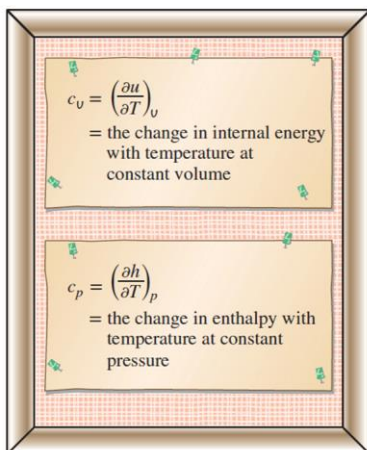 c_v = (∂u/∂T)_v
= the change in internal energy
with temperature at
constant volume
c_p = (∂h/∂T)_p
= the change in enthalpy with
temperature at constant
pressure